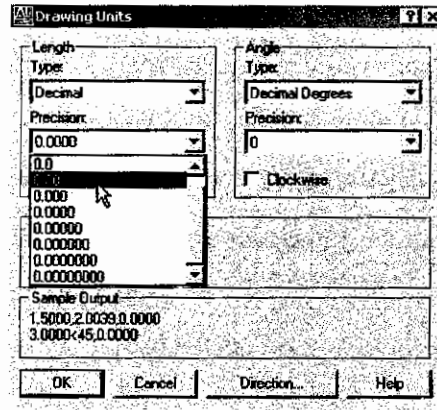 Drawing Units
Length
Type:
Decimal
Precision:
0.0000
0.0
0.000
0.0000
0.00000
0.000000
0.0000000
0.00000000
Angle
Type:
Decimal Degrees
Precision:
0
Clockwise
Sample Output
1.5000,2.0039,0.0000
3.0000<45,0.0000
OK
Cancel
Direction...
Help